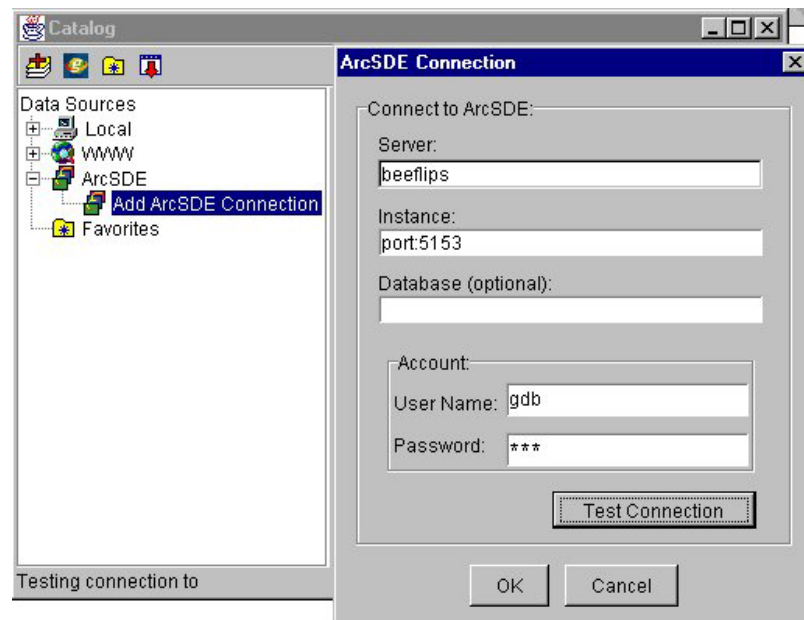 Catalog
Data Sources
Local
WWW
ArcSDE
Add ArcSDE Connection
Favorites
Testing connection to
ArcSDE Connection
Connect to ArcSDE:
Server:
beeflips
Instance:
port:5153
Database (optional):
Account:
User Name: gdb
Password: ***
Test Connection
OK Cancel